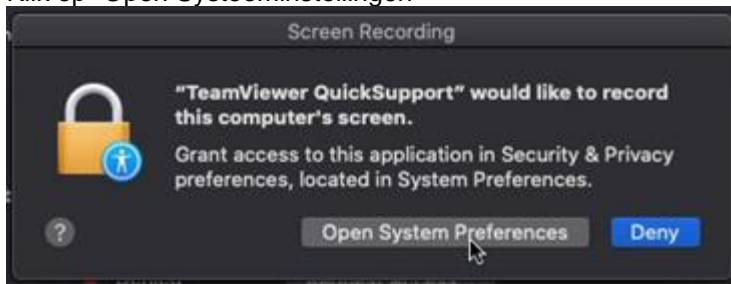 Screen Recording
"TeamViewer QuickSupport" would like to record
this computer's screen.
Grant access to this application in Security & Privacy
preferences, located in System Preferences.
?
Open System Preferences
Deny